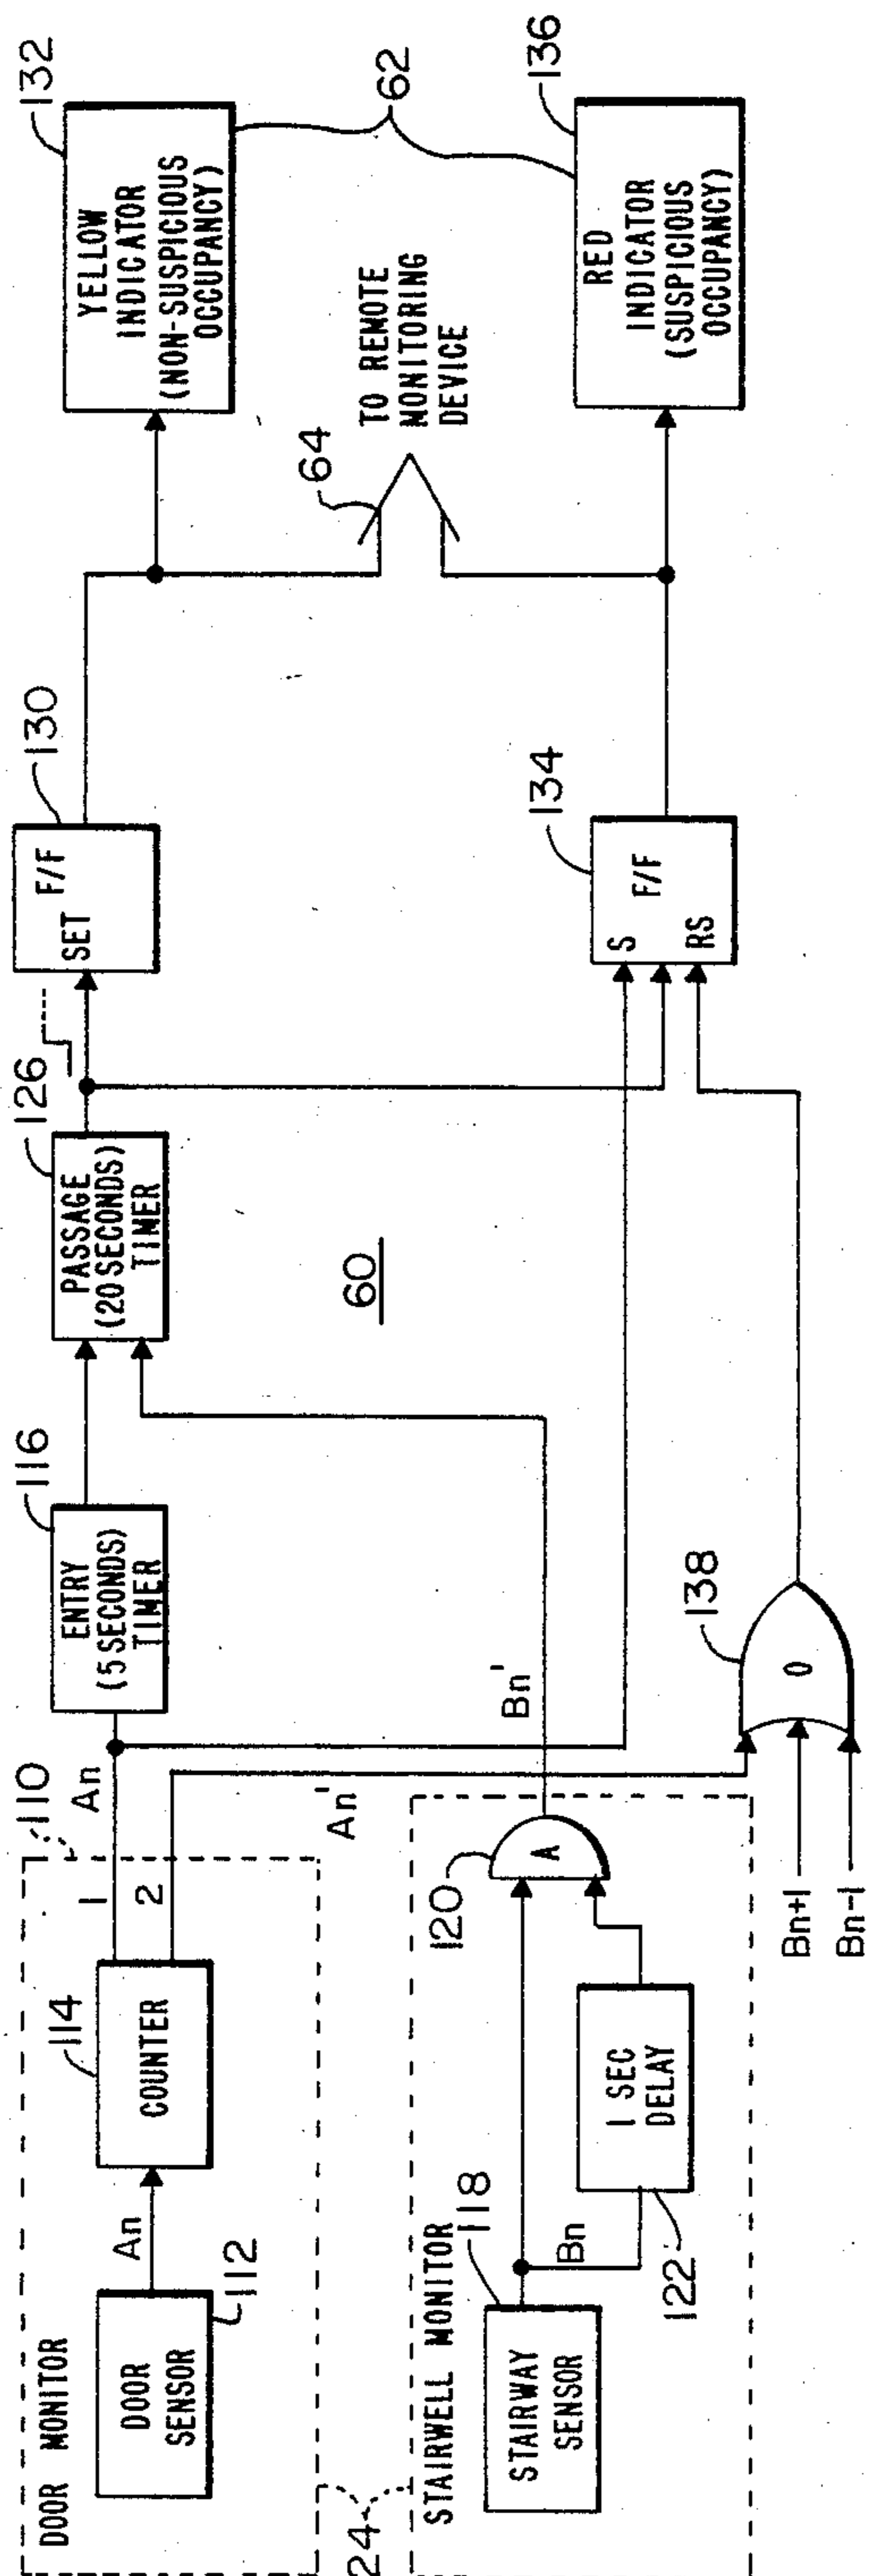 DOOR MONITOR
DOOR
SENSOR
112
An
114
COUNTER
1
2
110
An
An'
116
ENTRY
(5 SECONDS)
TIMER
126
PASSAGE
(20 SECONDS)
TIMER
130
F/F
SET
132
YELLOW
INDICATOR
(NON-SUSPICIOUS
OCCUPANCY)
62
64
TO REMOTE
MONITORING
DEVICE
60
24
STAIRWELL MONITOR
118
STAIRWAY
SENSOR
Bn
122
1 SEC
DELAY
120
A
Bn'
138
O
Bn+1
Bn-1
134
S
F/F
RS
136
RED
INDICATOR
(SUSPICIOUS
OCCUPANCY)